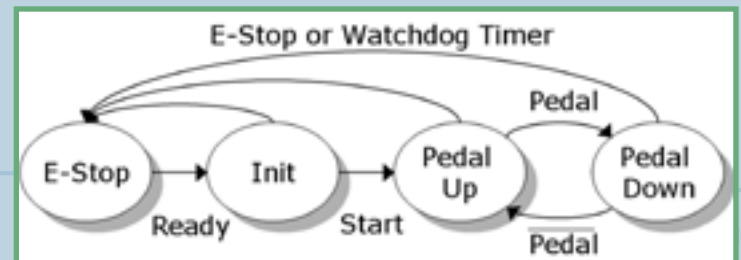 E-Stop or Watchdog Timer
Pedal
E-Stop
Init
Pedal
Up
Pedal
Down
Ready
Start
Pedal